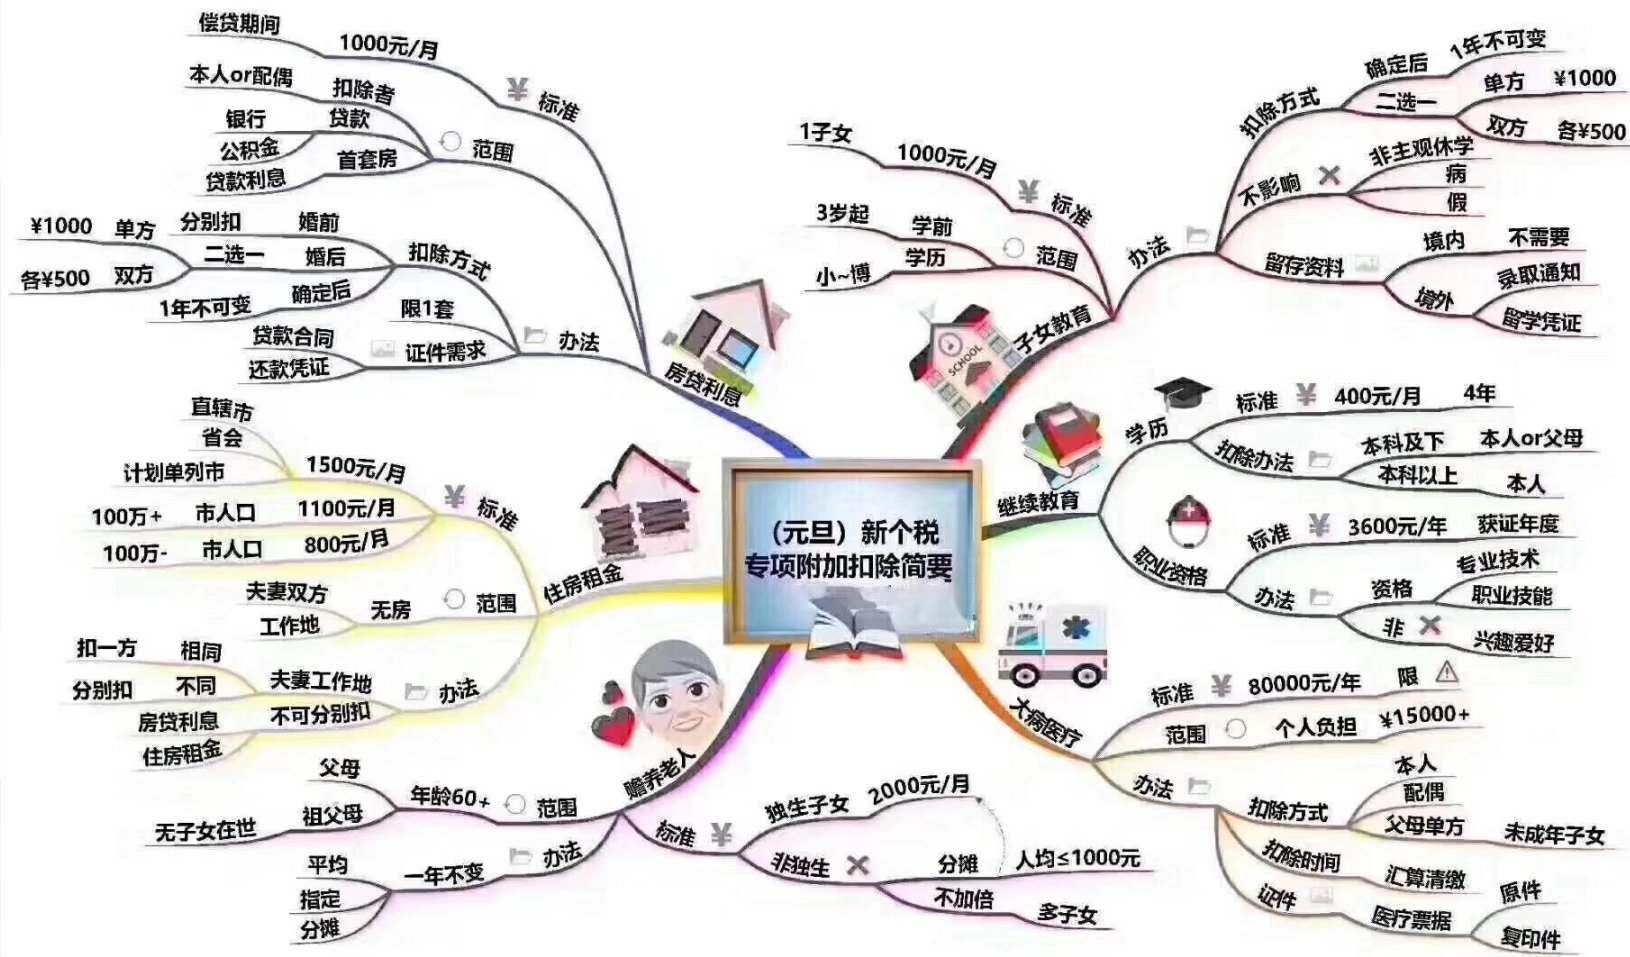 （元旦）新个税
专项附加扣除简要
房贷利息
标准
1000元/月
偿贷期间
范围
扣除者
本人or配偶
贷款
银行
公积金
首套房
贷款利息
办法
扣除方式
婚前
分别扣
婚后
二选一
单方
¥1000
双方
各¥500
确定后
1年不可变
限1套
证件需求
贷款合同
还款凭证
住房租金
标准
1500元/月
直辖市
省会
计划单列市
1100元/月
市人口
100万+
800元/月
市人口
100万-
范围
无房
夫妻双方
工作地
办法
夫妻工作地
相同
扣一方
不同
分别扣
不可分别扣
房贷利息
住房租金
赡养老人
范围
年龄60+
父母
祖父母
无子女在世
办法
一年不变
平均
指定
分摊
标准
独生子女
2000元/月
非独生
分摊
人均≤1000元
不加倍
多子女
子女教育
标准
1000元/月
1子女
范围
学前
3岁起
学历
小~博
办法
扣除方式
确定后
1年不可变
二选一
单方
¥1000
双方
各¥500
不影响
非主观休学
病
假
留存资料
境内
不需要
境外
录取通知
留学凭证
SCHOOL
继续教育
学历
标准
400元/月
4年
扣除办法
本科及下
本人or父母
本科以上
本人
职业资格
标准
3600元/年
获证年度
办法
资格
专业技术
职业技能
非
兴趣爱好
大病医疗
标准
80000元/年
限
范围
个人负担
¥15000+
办法
扣除方式
本人
配偶
父母单方
未成年子女
扣除时间
汇算清缴
证件
医疗票据
原件
复印件